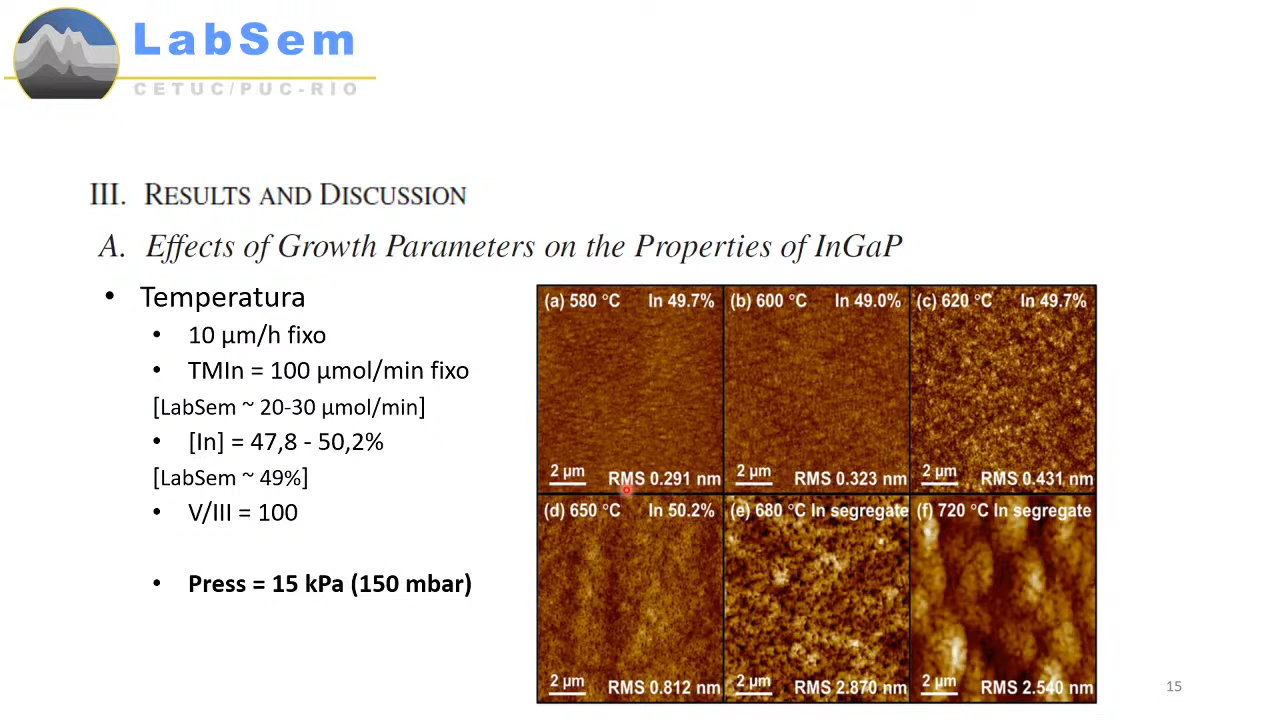 LabSem
CETUC/PUC-RIO
III. RESULTS AND DISCUSSION
A. Effects of Growth Parameters on the Properties of InGaP
• Temperatura
• 10 µm/h fixo
• TMIn = 100 µmol/min fixo
[LabSem ~ 20-30 µmol/min]
• [In] = 47,8 - 50,2%
[LabSem ~ 49%]
• V/III = 100
• Press = 15 kPa (150 mbar)
(a) 580 °C In 49.7%
2 µm RMS 0.291 nm
(b) 600 °C In 49.0%
2 µm RMS 0.323 nm
(c) 620 °C In 49.7%
2 µm RMS 0.431 nm
(d) 650 °C In 50.2%
2 µm RMS 0.812 nm
(e) 680 °C In segregate
2 µm RMS 2.870 nm
(f) 720 °C In segregate
2 µm RMS 2.540 nm
15